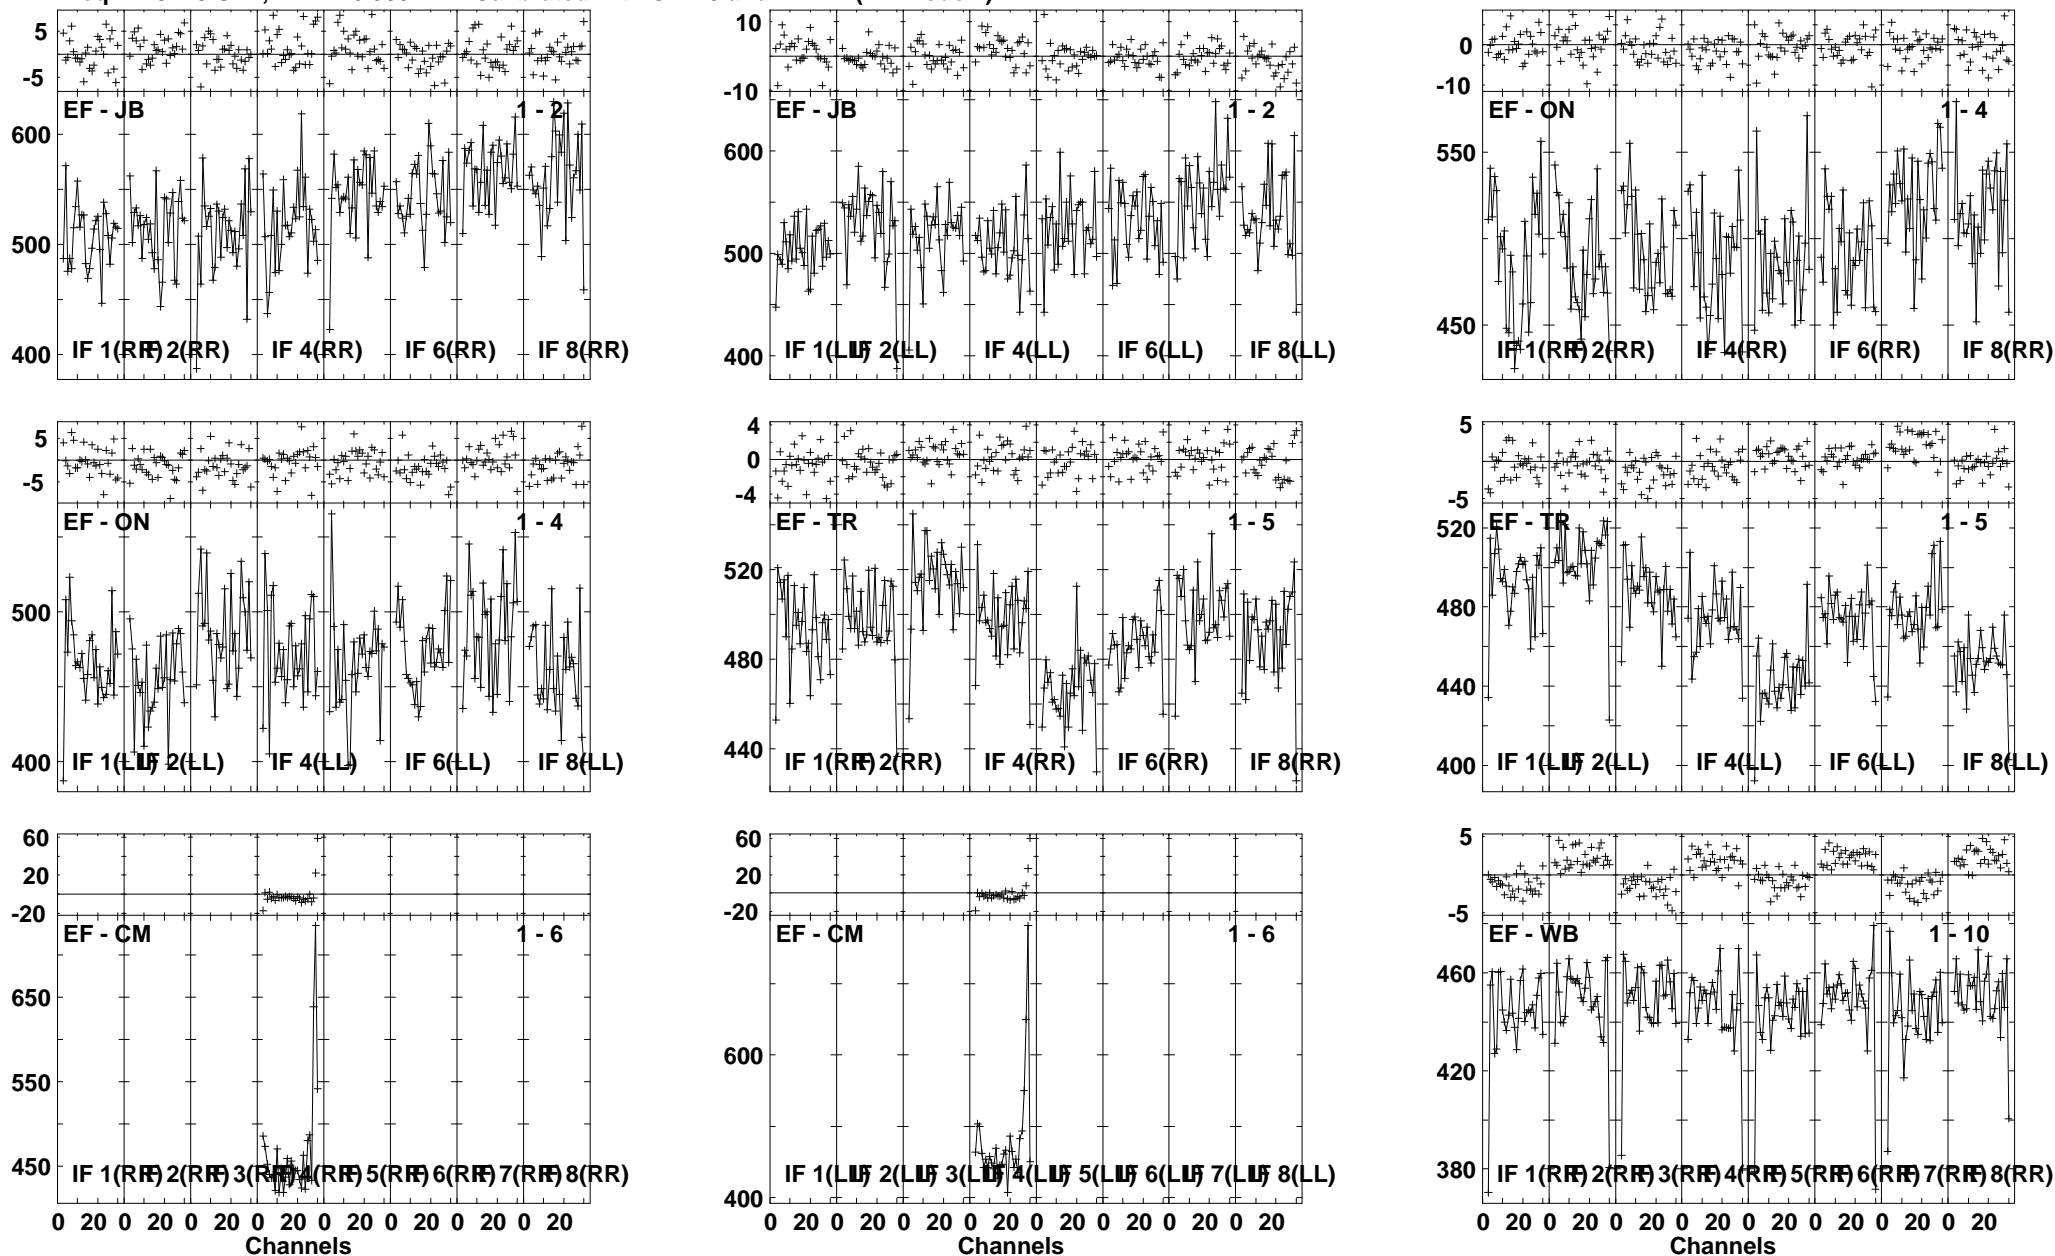 5
-5
EF - JB 1 - 2
600
500
400
IF 1(RR) IF 2(RR) IF 4(RR) IF 6(RR) IF 8(RR)
10
-10
EF - JB 1 - 2
600
500
400
IF 1(LL) IF 2(LL) IF 4(LL) IF 6(LL) IF 8(LL)
0
-10
EF - ON 1 - 4
550
450
IF 1(RR) IF 2(RR) IF 4(RR) IF 6(RR) IF 8(RR)
5
-5
EF - ON 1 - 4
500
400
IF 1(LL) IF 2(LL) IF 4(LL) IF 6(LL) IF 8(LL)
4
0
-4
EF - TR 1 - 5
520
480
440
IF 1(RR) IF 2(RR) IF 4(RR) IF 6(RR) IF 8(RR)
5
-5
EF - TR 1 - 5
520
480
440
400
IF 1(LL) IF 2(LL) IF 4(LL) IF 6(LL) IF 8(LL)
60
20
-20
EF - CM 1 - 6
650
550
450
IF 1(RR) IF 2(RR) IF 3(RR) IF 4(RR) IF 5(RR) IF 6(RR) IF 7(RR) IF 8(RR)
0 20 0 20 0 20 0 20 0 20 0 20 0 20 0 20
Channels
60
20
-20
EF - CM 1 - 6
600
400
IF 1(LL) IF 2(LL) IF 3(LL) IF 4(LL) IF 5(LL) IF 6(LL) IF 7(LL) IF 8(LL)
0 20 0 20 0 20 0 20 0 20 0 20 0 20 0 20
Channels
5
-5
EF - WB 1 - 10
460
420
380
IF 1(RR) IF 2(RR) IF 3(RR) IF 4(RR) IF 5(RR) IF 6(RR) IF 7(RR) IF 8(RR)
0 20 0 20 0 20 0 20 0 20 0 20 0 20 0 20
Channels